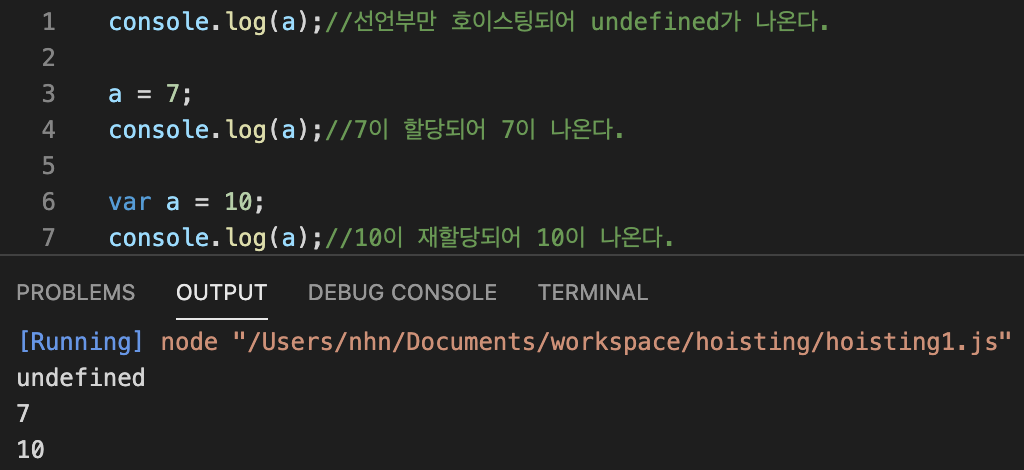 1 console.log(a);//선언부만 호이스팅되어 undefined가 나온다.
2
3 a = 7;
4 console.log(a);//7이 할당되어 7이 나온다.
5
6 var a = 10;
7 console.log(a);//10이 재할당되어 10이 나온다.
PROBLEMS OUTPUT DEBUG CONSOLE TERMINAL
[Running] node "/Users/nhn/Documents/workspace/hoisting/hoisting1.js"
undefined
7
10